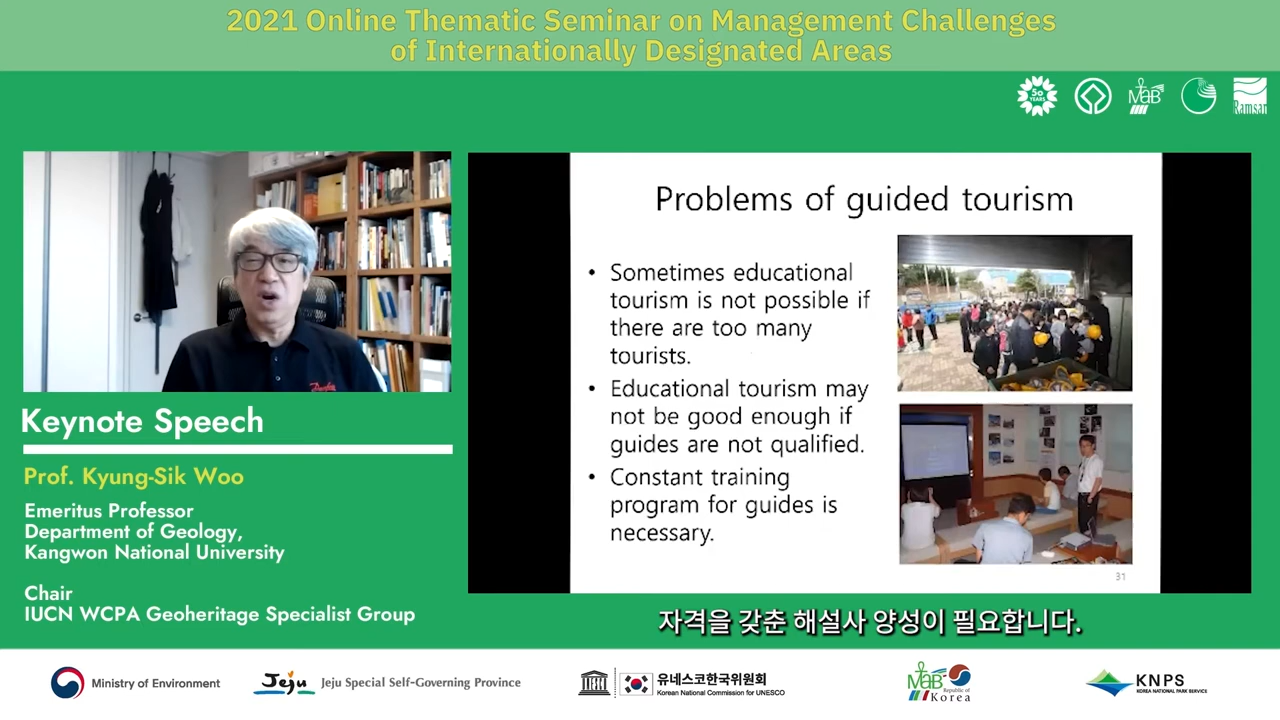 2021 Online Thematic Seminar on Management Challenges
of Internationally Designated Areas
50
YEARS
MaB
Ramsar
Problems of guided tourism
• Sometimes educational
tourism is not possible if
there are too many
tourists.
• Educational tourism may
not be good enough if
guides are not qualified.
• Constant training
program for guides is
necessary.
31
Keynote Speech
Prof. Kyung-Sik Woo
Emeritus Professor
Department of Geology,
Kangwon National University
Chair
IUCN WCPA Geoheritage Specialist Group
자격을 갖춘 해설사 양성이 필요합니다.
Ministry of Environment
Jeju Jeju Special Self-Governing Province
유네스코한국위원회
Korean National Commission for UNESCO
MaB Republic of
Korea
KNPS
KOREA NATIONAL PARK SERVICE